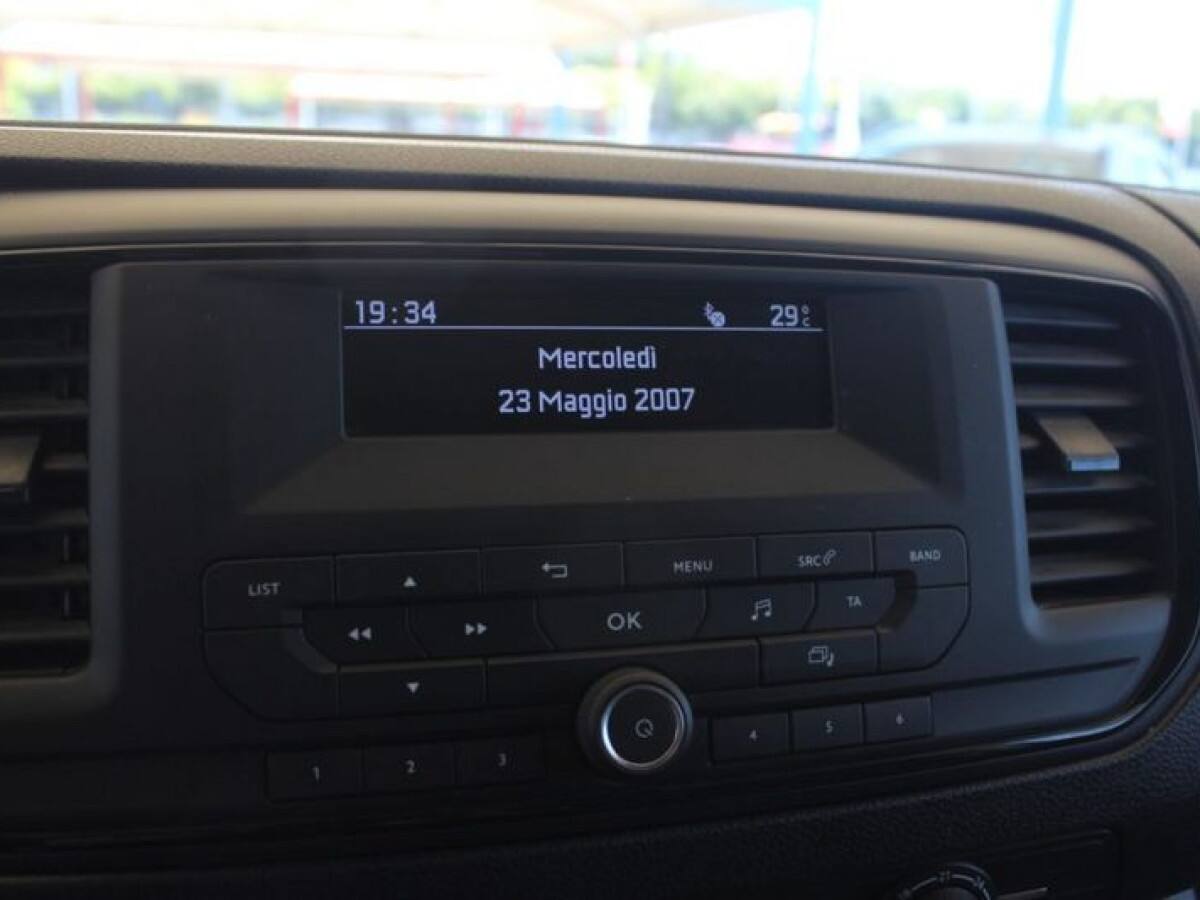 19:34 29°C
Mercoledì
23 Maggio 2007
LIST MENU SRC BAND
OK TA
1 2 3 4 5 6